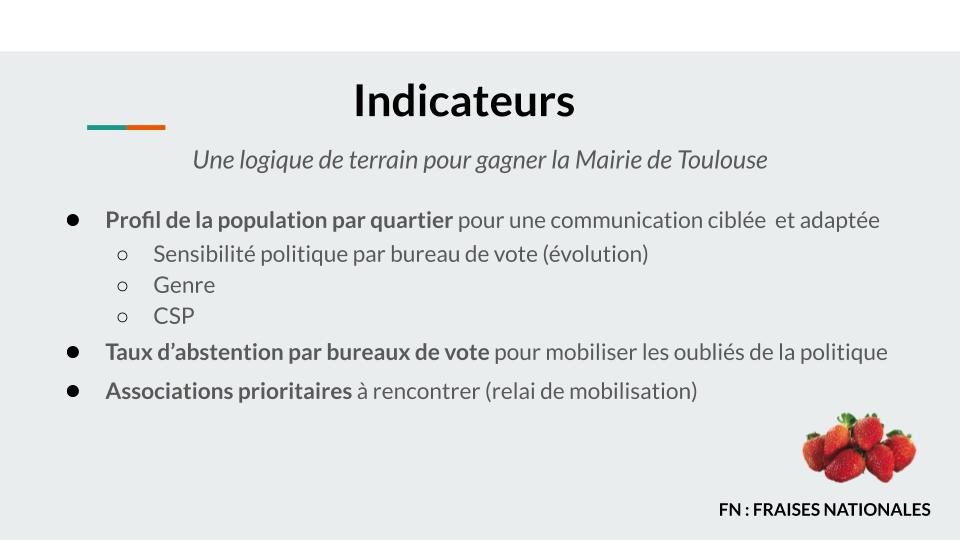 Indicateurs
Une logique de terrain pour gagner la Mairie de Toulouse
● Profil de la population par quartier pour une communication ciblée  et adaptée
○ Sensibilité politique par bureau de vote (évolution)
○ Genre
○ CSP
● Taux d’abstention par bureaux de vote pour mobiliser les oubliés de la politique
● Associations prioritaires à rencontrer (relai de mobilisation)
FN : FRAISES NATIONALES